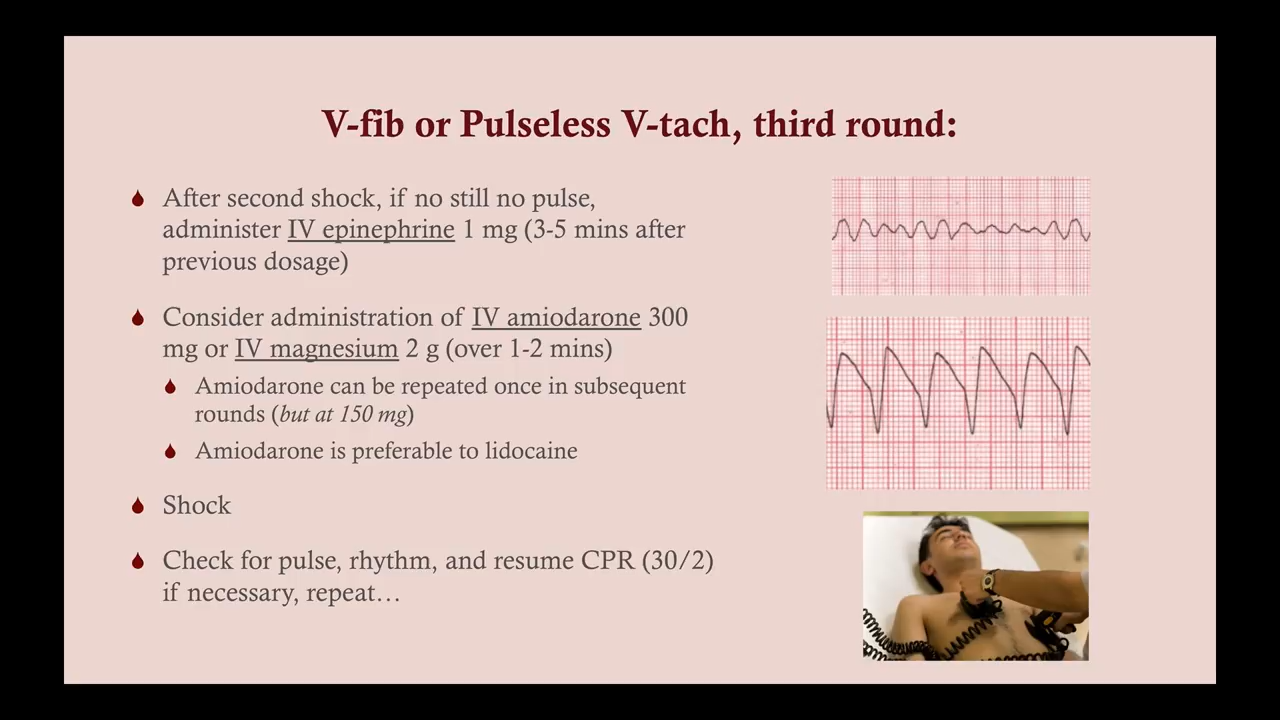 V-fib or Pulseless V-tach, third round:
After second shock, if no still no pulse,
administer IV epinephrine 1 mg (3-5 mins after
previous dosage)
Consider administration of IV amiodarone 300
mg or IV magnesium 2 g (over 1-2 mins)
Amiodarone can be repeated once in subsequent
rounds (but at 150 mg)
Amiodarone is preferable to lidocaine
Shock
Check for pulse, rhythm, and resume CPR (30/2)
if necessary, repeat…